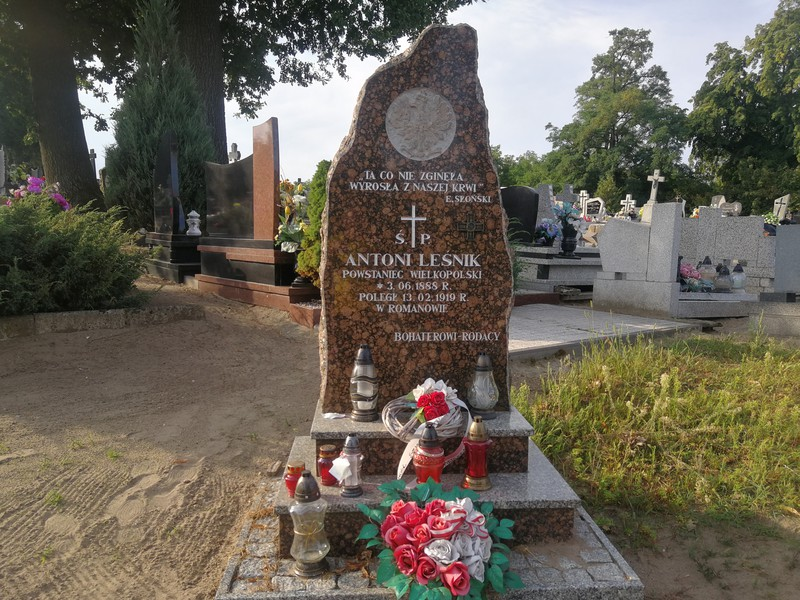 „TA CO NIE ZGINĘŁA
WYROSŁA Z NASZEJ KRWI"
E. SŁOŃSKI
Ś P
ANTONI LEŚNIK
POWSTANIEC WIELKOPOLSKI
* 3.06.1888 R.
POLEGŁ 13.02.1919 R.
W ROMANOWIE
BOHATEROWI-RODACY